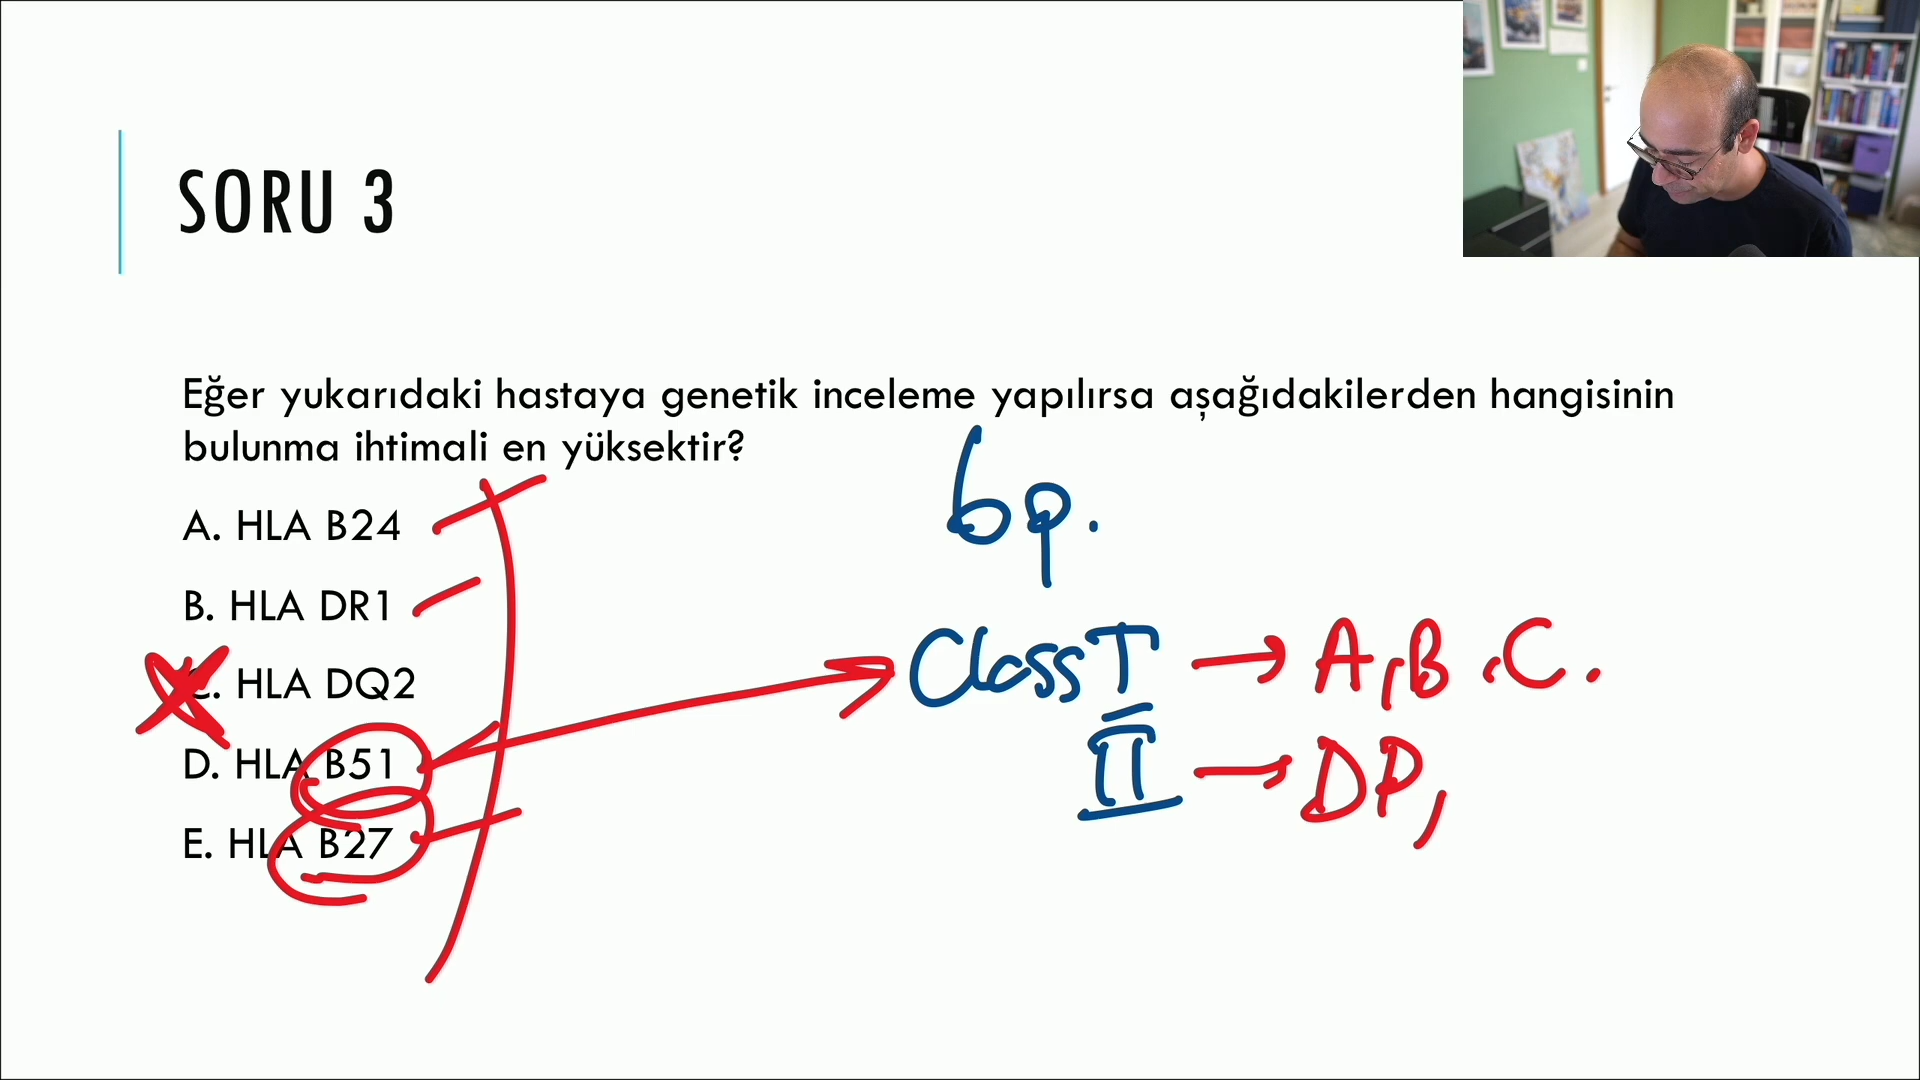 SORU 3
Eğer yukarıdaki hastaya genetik inceleme yapılırsa aşağıdakilerden hangisinin
bulunma ihtimali en yüksektir?
6p.
A. HLA B24
B. HLA DR1
C. HLA DQ2
D. HLA B51
E. HLA B27
Class I → A, B, C.
II → DP,